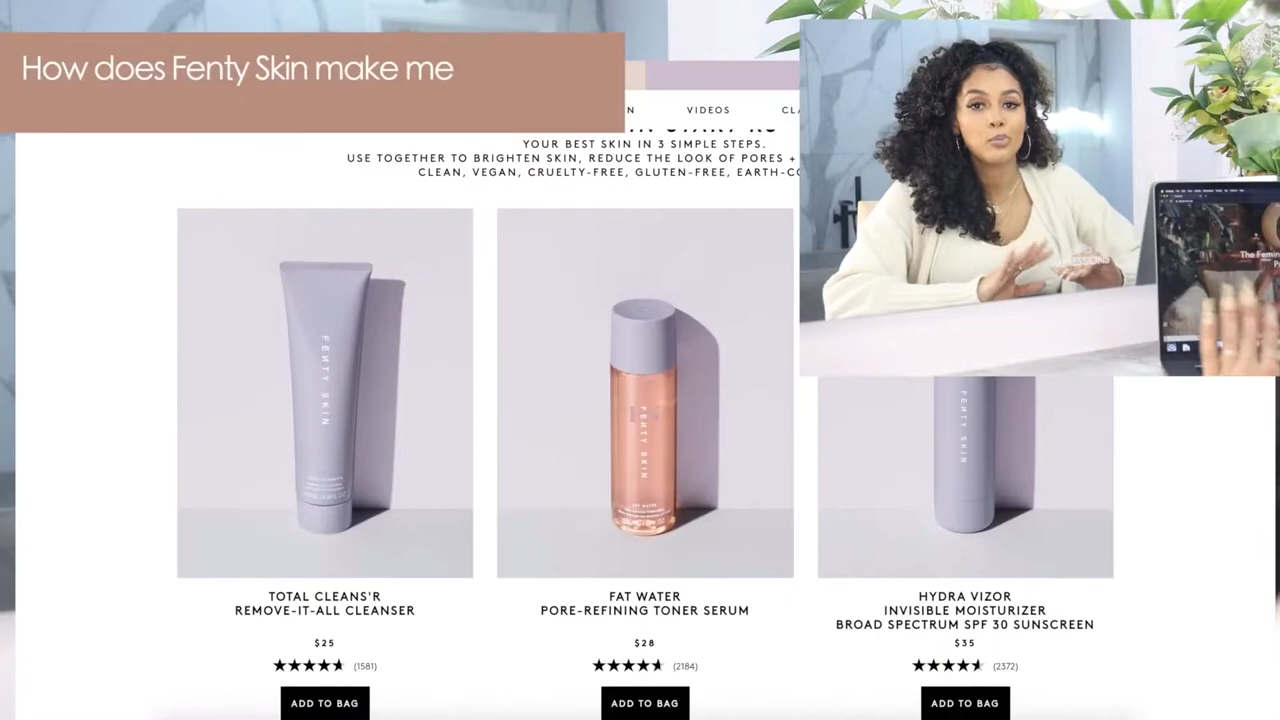 How does Fenty Skin make me
VIDEOS
YOUR BEST SKIN IN 3 SIMPLE STEPS.
USE TOGETHER TO BRIGHTEN SKIN, REDUCE THE LOOK OF PORES +
CLEAN, VEGAN, CRUELTY-FREE, GLUTEN-FREE,
The
FENTY SKIN
FENTY SKIN
FENTY SKIN
FAT WATER
TOTAL CLEANS'R
REMOVE-IT-ALL CLEANSER
$25
(1581)
ADD TO BAG
FAT WATER
PORE-REFINING TONER SERUM
$28
(2184)
ADD TO BAG
HYDRA VIZOR
INVISIBLE MOISTURIZER
BROAD SPECTRUM SPF 30 SUNSCREEN
$35
(2372)
ADD TO BAG